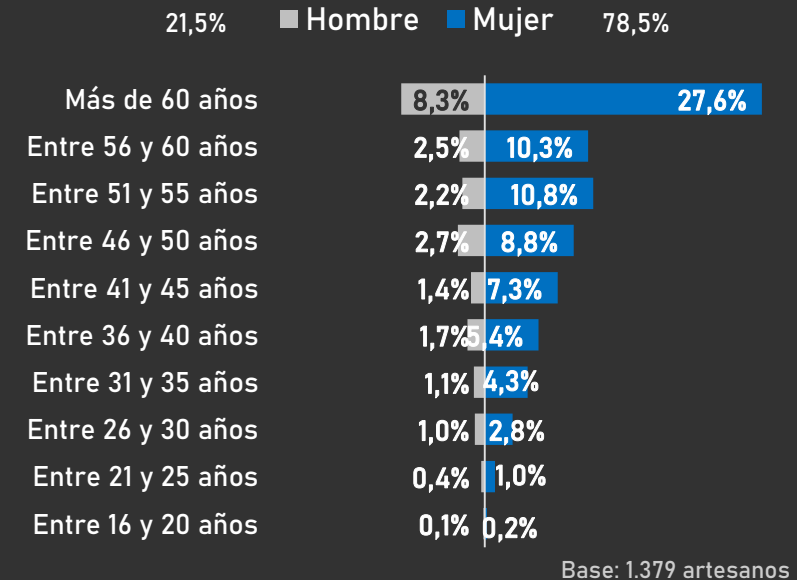 21,5% Hombre Mujer 78,5%
Más de 60 años 8,3% 27,6%
Entre 56 y 60 años 2,5% 10,3%
Entre 51 y 55 años 2,2% 10,8%
Entre 46 y 50 años 2,7% 8,8%
Entre 41 y 45 años 1,4% 7,3%
Entre 36 y 40 años 1,7% 5,4%
Entre 31 y 35 años 1,1% 4,3%
Entre 26 y 30 años 1,0% 2,8%
Entre 21 y 25 años 0,4% 1,0%
Entre 16 y 20 años 0,1% 0,2%
Base: 1.379 artesanos